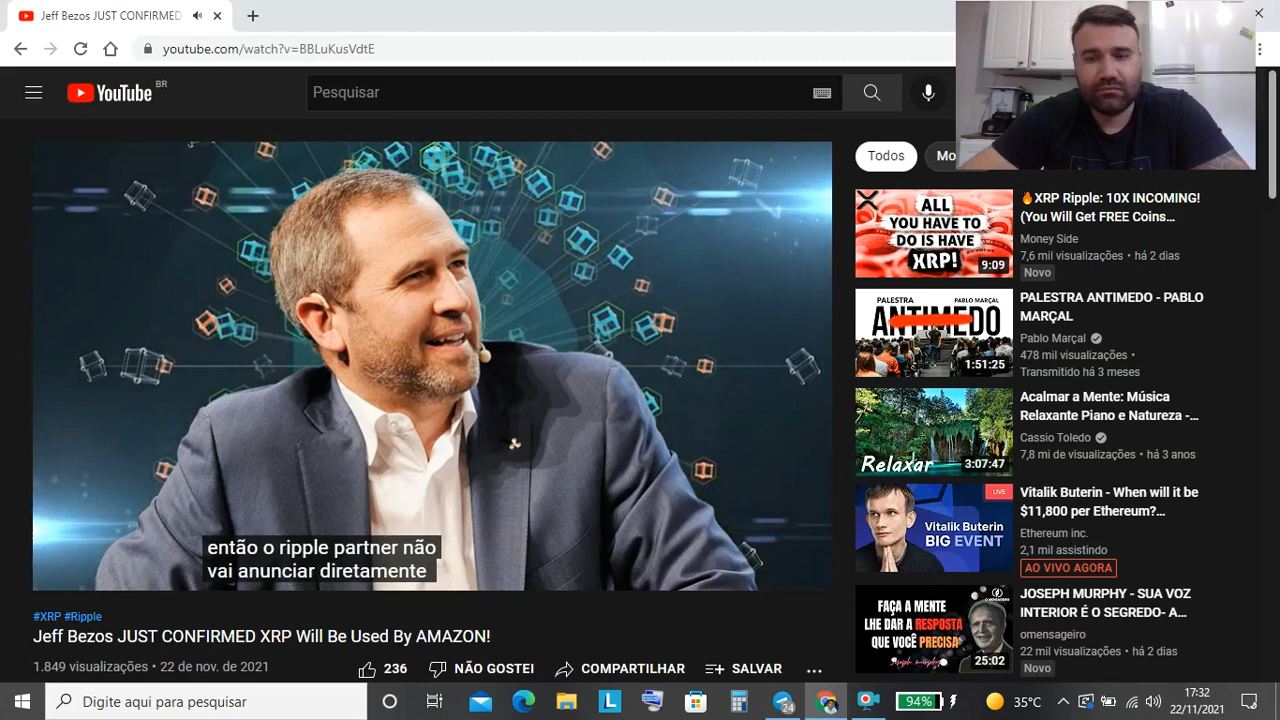 Jeff Bezos JUST CONFIRMED
youtube.com/watch?v=BBLuKusVdtE
YouTube BR
Pesquisar
Todos
Mo
então o ripple partner não
vai anunciar diretamente
#XRP #Ripple
Jeff Bezos JUST CONFIRMED XRP Will Be Used By AMAZON!
1.849 visualizações • 22 de nov. de 2021
236
NÃO GOSTEI
COMPARTILHAR
SALVAR
ALL
YOU HAVE TO
DO IS HAVE
XRP!
9:09
🔥XRP Ripple: 10X INCOMING!
(You Will Get FREE Coins...
Money Side
7,6 mil visualizações • há 2 dias
Novo
PALESTRA
PABLO MARÇAL
ANTIMEDO
1:51:25
PALESTRA ANTIMEDO - PABLO
MARÇAL
Pablo Marçal
478 mil visualizações •
Transmitido há 3 meses
Relaxar
3:07:47
Acalmar a Mente: Música
Relaxante Piano e Natureza -...
Cassio Toledo
7,8 mi de visualizações • há 3 anos
LIVE
Vitalik Buterin
BIG EVENT
Vitalik Buterin - When will it be
$11,800 per Ethereum?...
Ethereum inc.
2,1 mil assistindo
AO VIVO AGORA
FAÇA A MENTE
LHE DAR A RESPOSTA
QUE VOCÊ PRECISA
Joseph murphy
25:02
JOSEPH MURPHY - SUA VOZ
INTERIOR É O SEGREDO- A...
omensageiro
22 mil visualizações • há 2 dias
Novo
Digite aqui para pesquisar
L
24
94%
35°C
17:32
22/11/2021